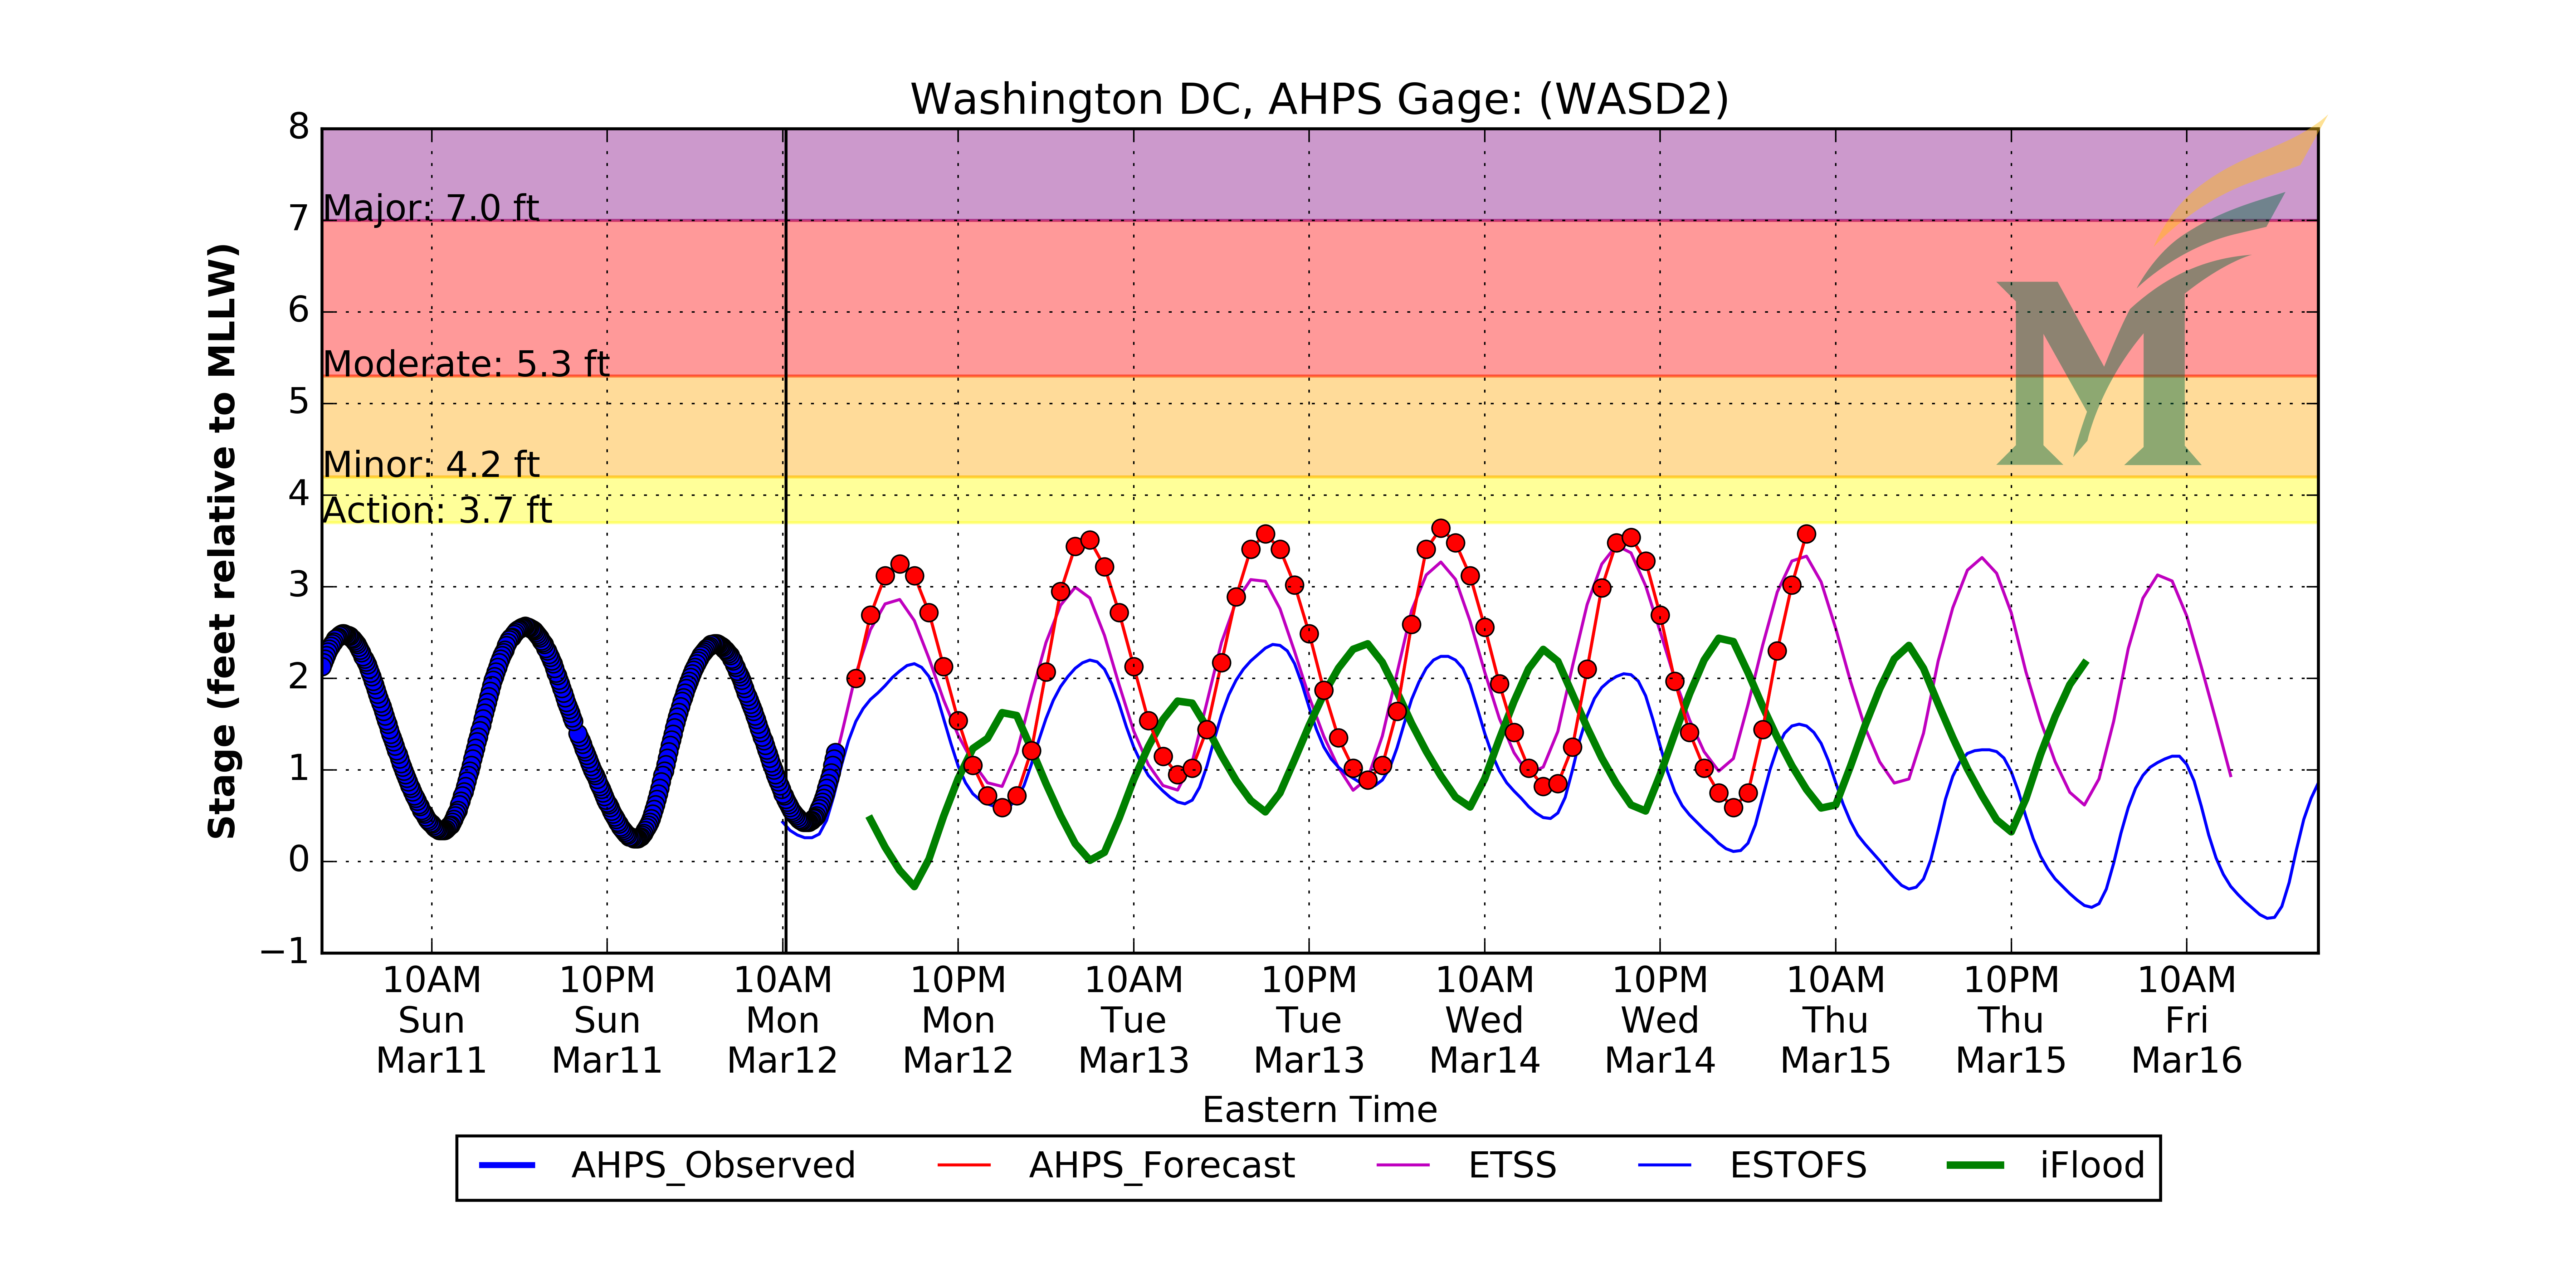 Washington DC, AHPS Gage: (WASD2)
Stage (feet relative to MLLW)
8
7
6
5
4
3
2
1
0
−1
Major: 7.0 ft
Moderate: 5.3 ft
Minor: 4.2 ft
Action: 3.7 ft
10AM 10PM 10AM 10PM 10AM 10PM 10AM 10PM 10AM 10PM 10AM
Sun Sun Mon Mon Tue Tue Wed Wed Thu Thu Fri
Mar11 Mar11 Mar12 Mar12 Mar13 Mar13 Mar14 Mar14 Mar15 Mar15 Mar16
Eastern Time
AHPS_Observed AHPS_Forecast ETSS ESTOFS iFlood
M